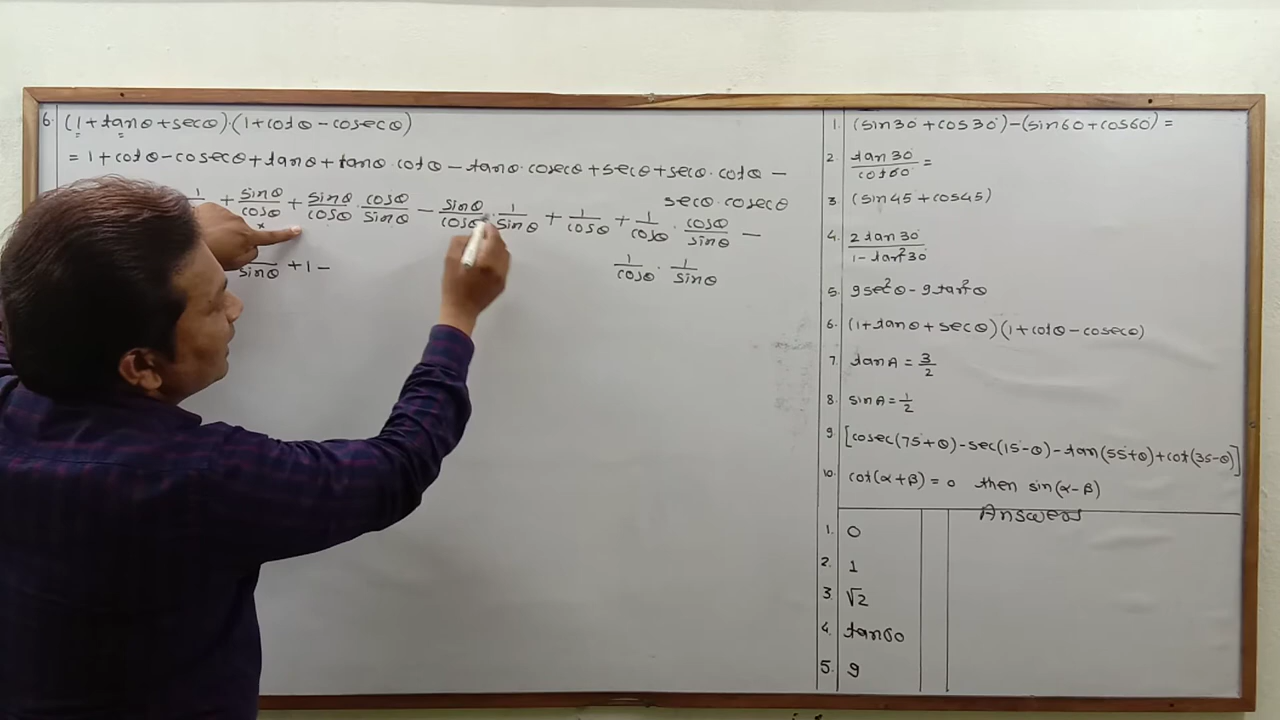 6. (1+tanθ+secθ).(1+cotθ-cosecθ)
= 1+cotθ-cosecθ+tanθ+tanθ.cotθ-tanθ.cosecθ+secθ+secθ.cotθ-
secθ.cosecθ
1 + sinθ/cosθ + sinθ/cosθ . cosθ/sinθ - sinθ/cosθ . 1/sinθ + 1/cosθ + 1/cosθ . cosθ/sinθ -
1/cosθ . 1/sinθ
sinθ +1-
1. (sin30°+cos30°)-(sin60+cos60°)=
2. tan30/cot60° =
3 (sin45+cos45)
4. 2tan30/1-tan²30
5. 9sec²θ-9tan²θ
6. (1+tanθ+secθ)(1+cotθ-cosecθ)
7. tanA = 3/2
8. sinA = 1/2
9 [cosec(75+θ)-sec(15-θ)-tan(55+θ)+cot(35-θ)]
10. cot(α+β)=0 then sin(α-β)
Answers
1. 0
2. 1
3. √2
4. tan60
5. 9